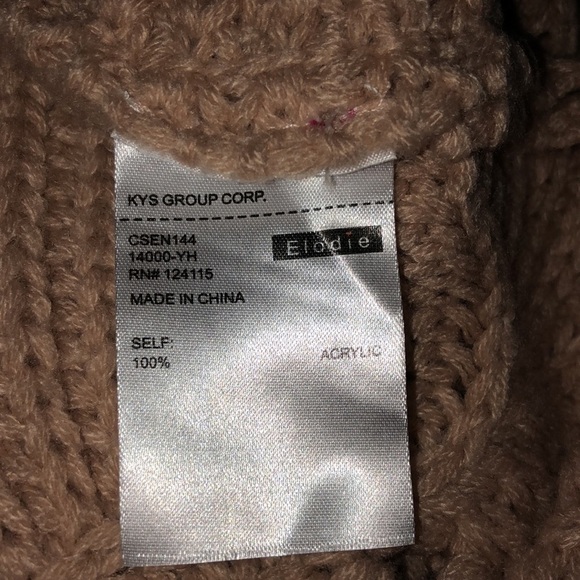 KYS GROUP CORP.
CSEN144
Elodie
14000-YH
RN# 124115
MADE IN CHINA
SELF:
100% ACRYLIC